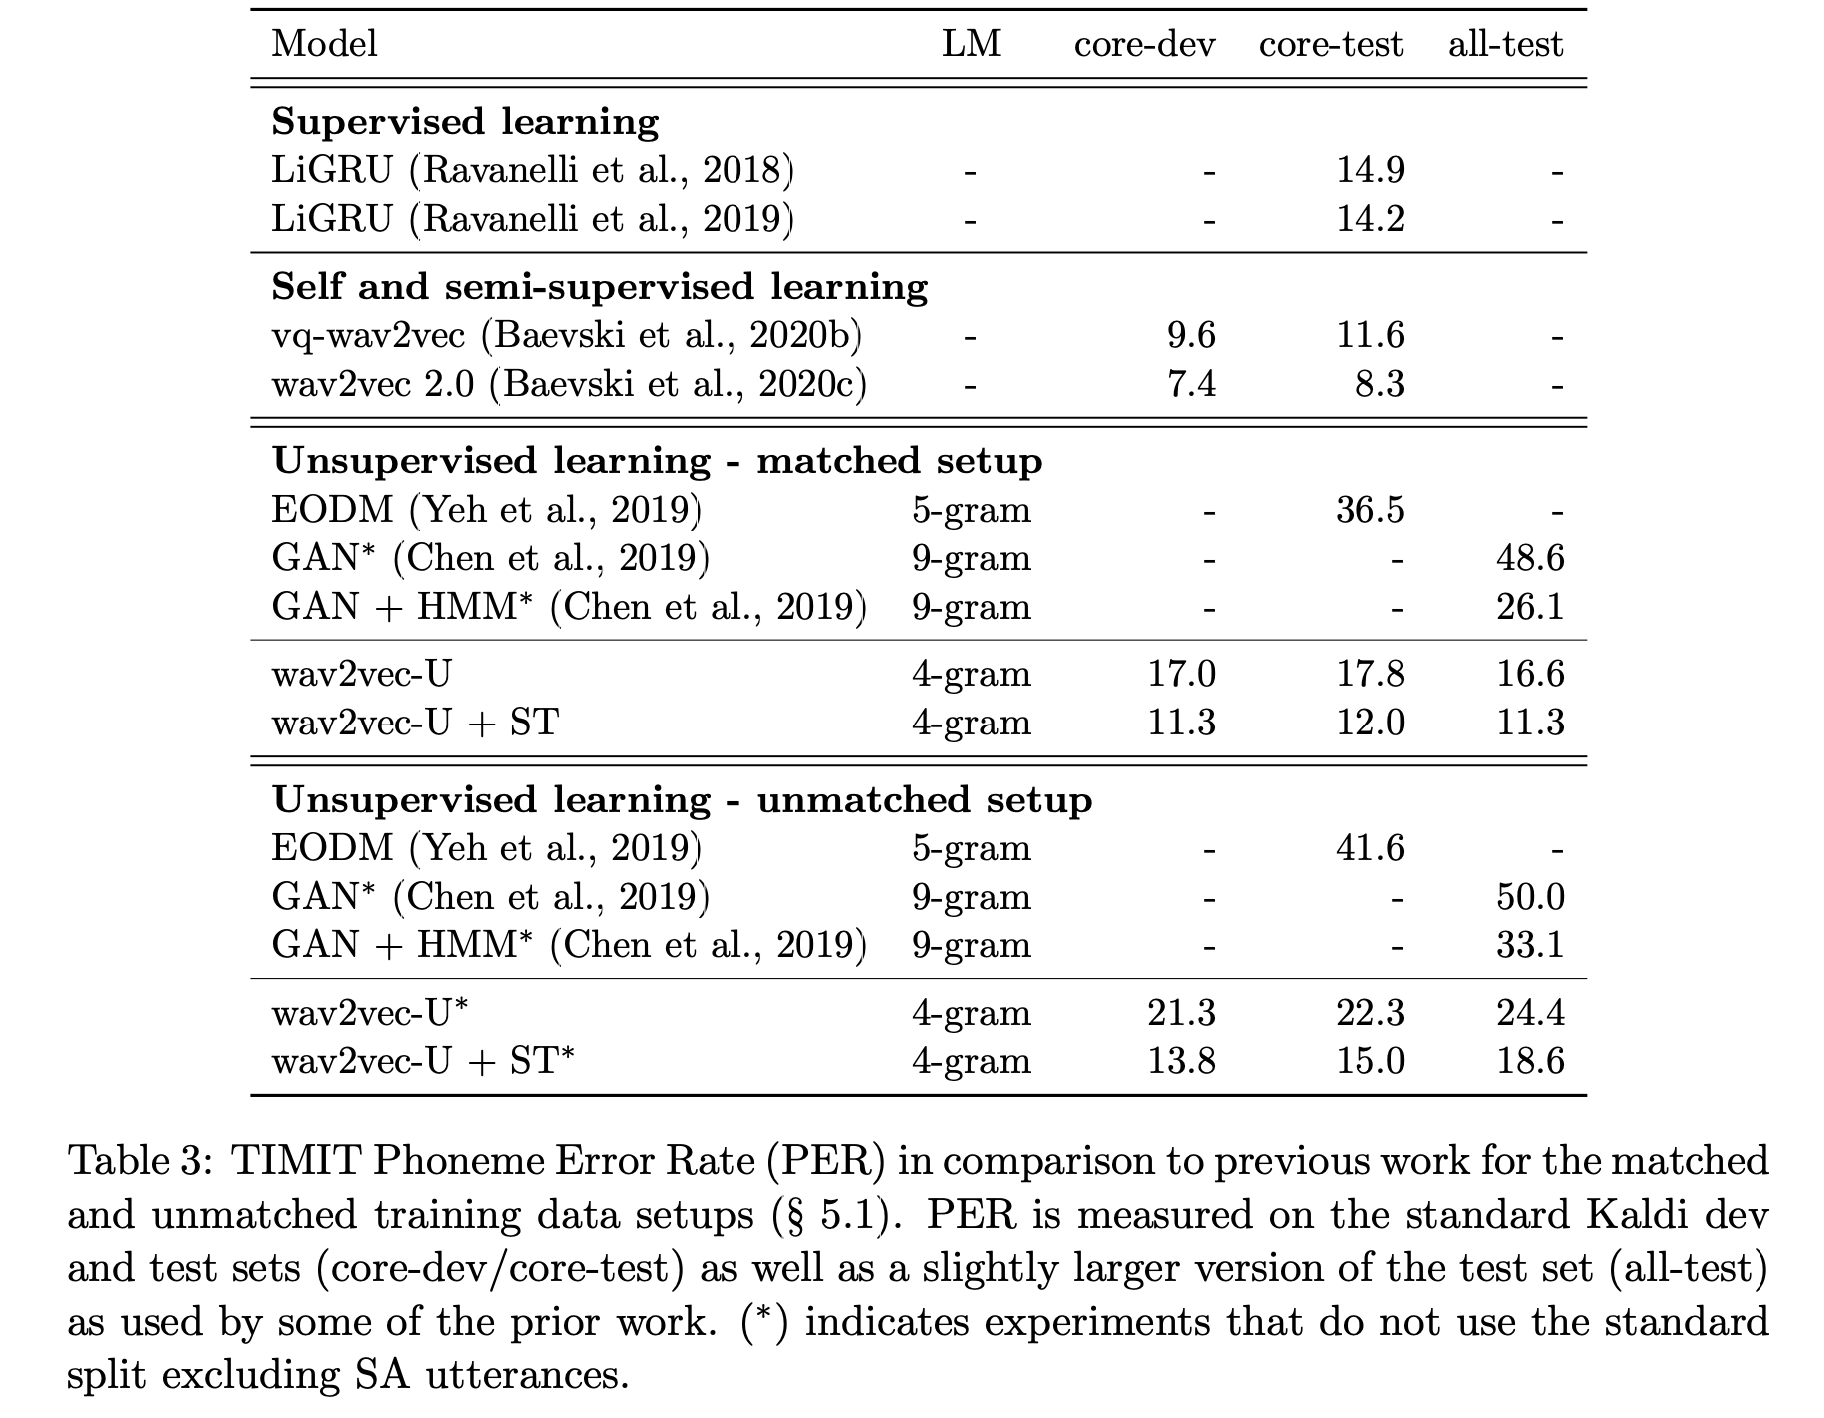 Model LM core-dev core-test all-test
Supervised learning
LiGRU (Ravanelli et al., 2018) - - 14.9 -
LiGRU (Ravanelli et al., 2019) - - 14.2 -
Self and semi-supervised learning
vq-wav2vec (Baevski et al., 2020b) - 9.6 11.6 -
wav2vec 2.0 (Baevski et al., 2020c) - 7.4 8.3 -
Unsupervised learning - matched setup
EODM (Yeh et al., 2019) 5-gram - 36.5 -
GAN* (Chen et al., 2019) 9-gram - - 48.6
GAN + HMM* (Chen et al., 2019) 9-gram - - 26.1
wav2vec-U 4-gram 17.0 17.8 16.6
wav2vec-U + ST 4-gram 11.3 12.0 11.3
Unsupervised learning - unmatched setup
EODM (Yeh et al., 2019) 5-gram - 41.6 -
GAN* (Chen et al., 2019) 9-gram - - 50.0
GAN + HMM* (Chen et al., 2019) 9-gram - - 33.1
wav2vec-U* 4-gram 21.3 22.3 24.4
wav2vec-U + ST* 4-gram 13.8 15.0 18.6
Table 3: TIMIT Phoneme Error Rate (PER) in comparison to previous work for the matched
and unmatched training data setups (§ 5.1). PER is measured on the standard Kaldi dev
and test sets (core-dev/core-test) as well as a slightly larger version of the test set (all-test)
as used by some of the prior work. (*) indicates experiments that do not use the standard
split excluding SA utterances.